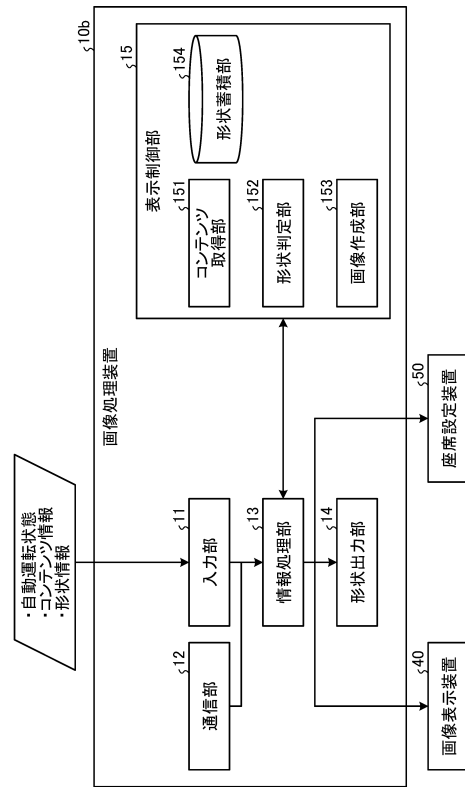 ・自動運転状態
・コンテンツ情報
・形状情報
画像処理装置
10b
通信部
12
入力部
11
情報処理部
13
形状出力部
14
表示制御部
15
コンテンツ
取得部
151
形状判定部
152
画像作成部
153
形状蓄積部
154
画像表示装置
40
座席設定装置
50